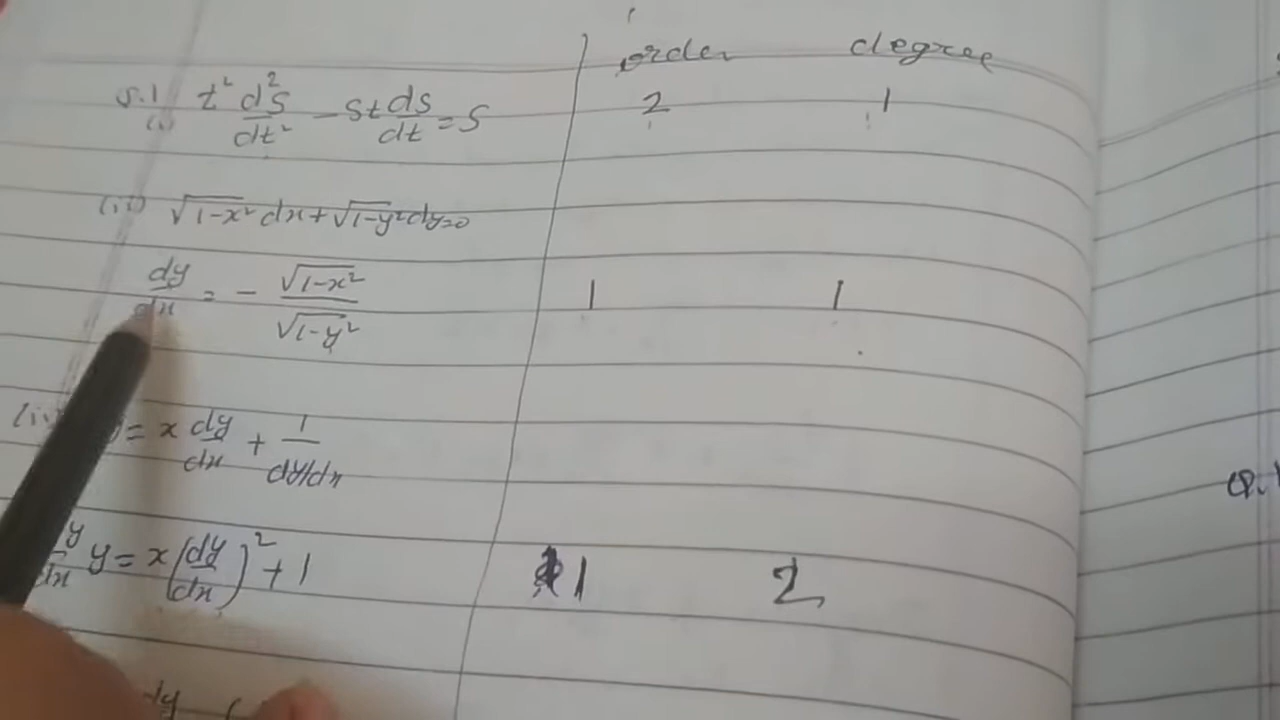 order degree
5.1 (i) t² d²s/dt² - st ds/dt = s 2 1
(ii) √1-x² dx + √1-y² dy=0
dy/dx = - √1-x² / √1-y² 1 1
= x dy/dx + 1/dy/dx
y = x(dy/dx)² + 1 1 2
dy